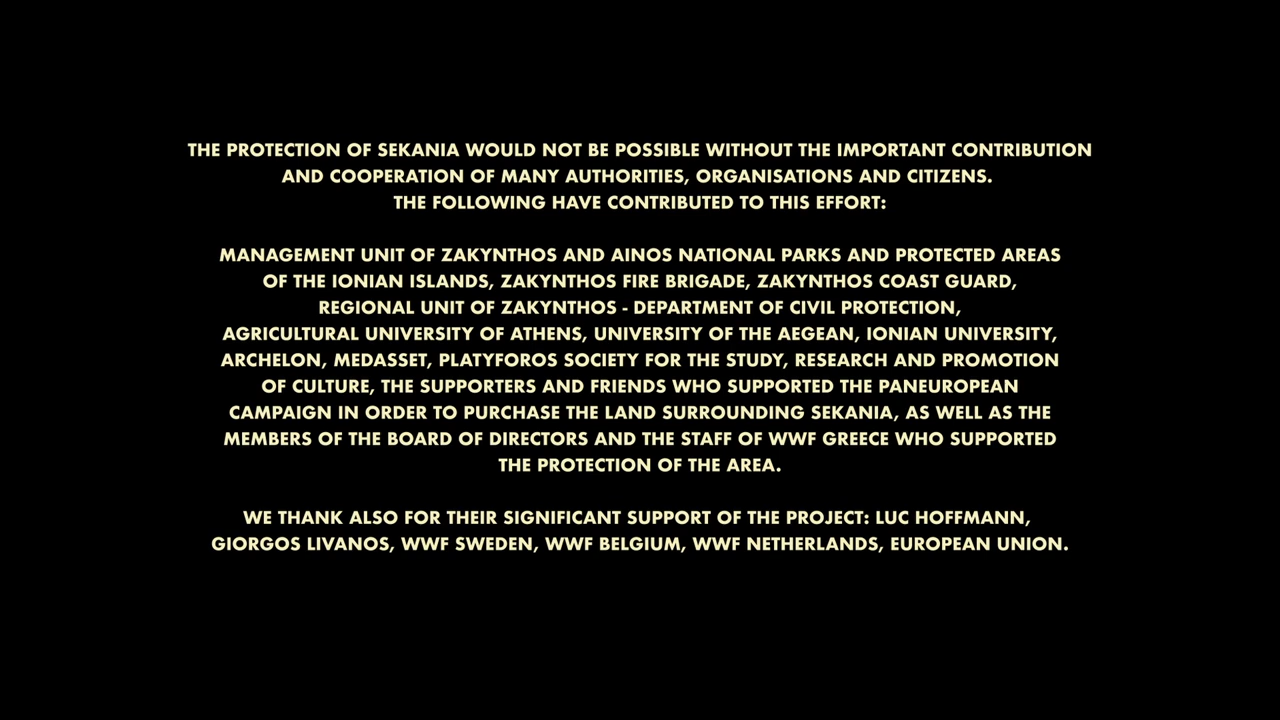 THE PROTECTION OF SEKANIA WOULD NOT BE POSSIBLE WITHOUT THE IMPORTANT CONTRIBUTION
AND COOPERATION OF MANY AUTHORITIES, ORGANISATIONS AND CITIZENS.
THE FOLLOWING HAVE CONTRIBUTED TO THIS EFFORT:
MANAGEMENT UNIT OF ZAKYNTHOS AND AINOS NATIONAL PARKS AND PROTECTED AREAS
OF THE IONIAN ISLANDS, ZAKYNTHOS FIRE BRIGADE, ZAKYNTHOS COAST GUARD,
REGIONAL UNIT OF ZAKYNTHOS - DEPARTMENT OF CIVIL PROTECTION,
AGRICULTURAL UNIVERSITY OF ATHENS, UNIVERSITY OF THE AEGEAN, IONIAN UNIVERSITY,
ARCHELON, MEDASSET, PLATYFOROS SOCIETY FOR THE STUDY, RESEARCH AND PROMOTION
OF CULTURE, THE SUPPORTERS AND FRIENDS WHO SUPPORTED THE PANEUROPEAN
CAMPAIGN IN ORDER TO PURCHASE THE LAND SURROUNDING SEKANIA, AS WELL AS THE
MEMBERS OF THE BOARD OF DIRECTORS AND THE STAFF OF WWF GREECE WHO SUPPORTED
THE PROTECTION OF THE AREA.
WE THANK ALSO FOR THEIR SIGNIFICANT SUPPORT OF THE PROJECT: LUC HOFFMANN,
GIORGOS LIVANOS, WWF SWEDEN, WWF BELGIUM, WWF NETHERLANDS, EUROPEAN UNION.